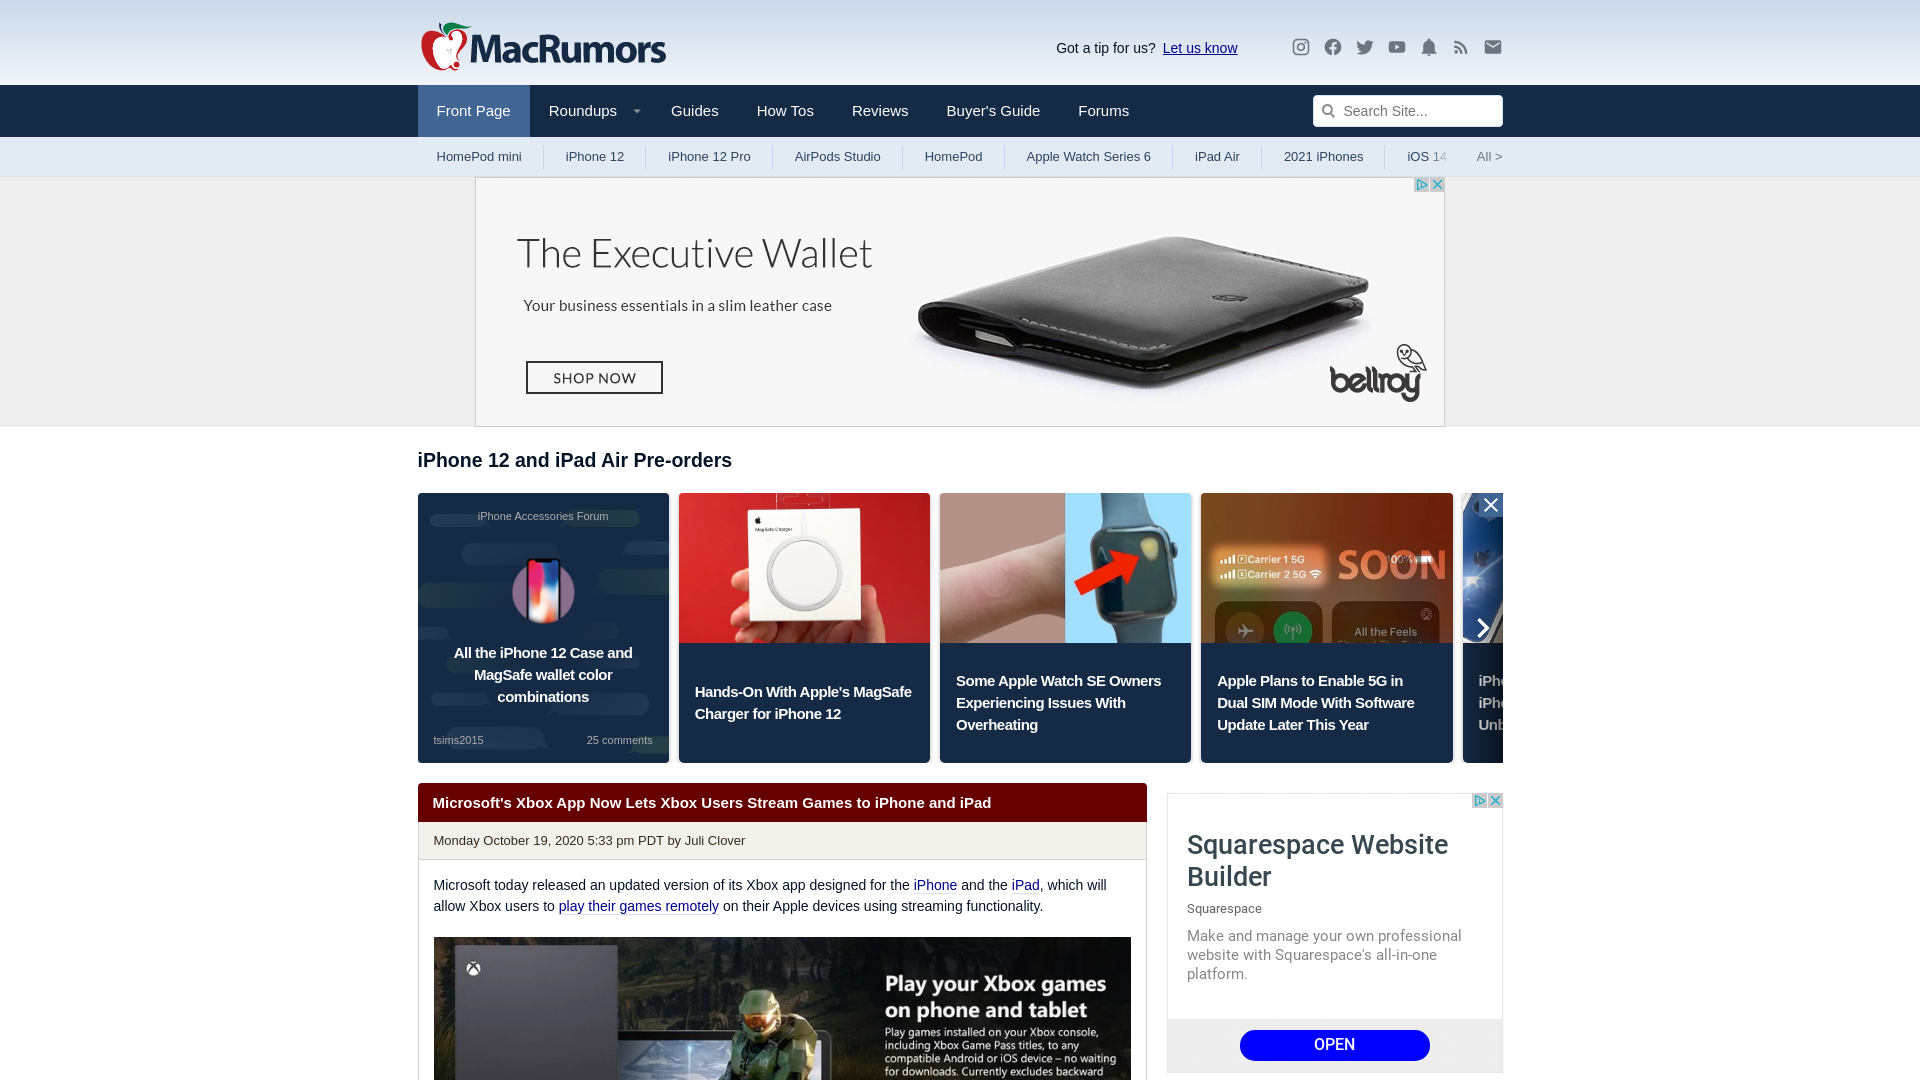 MacRumors
Got a tip for us? Let us know
Front Page
Roundups
Guides
How Tos
Reviews
Buyer's Guide
Forums
Search Site...
HomePod mini
iPhone 12
iPhone 12 Pro
AirPods Studio
HomePod
Apple Watch Series 6
iPad Air
2021 iPhones
iOS 14
All >
The Executive Wallet
Your business essentials in a slim leather case
SHOP NOW
bellroy
iPhone 12 and iPad Air Pre-orders
iPhone Accessories Forum
All the iPhone 12 Case and
MagSafe wallet color
combinations
tsims2015
25 comments
MagSafe Charger
Hands-On With Apple's MagSafe
Charger for iPhone 12
Some Apple Watch SE Owners
Experiencing Issues With
Overheating
Carrier 1 5G
Carrier 2 5G
SOON
100%
All the Feels
Apple Plans to Enable 5G in
Dual SIM Mode With Software
Update Later This Year
Microsoft's Xbox App Now Lets Xbox Users Stream Games to iPhone and iPad
Monday October 19, 2020 5:33 pm PDT by Juli Clover
Microsoft today released an updated version of its Xbox app designed for the iPhone and the iPad, which will
allow Xbox users to play their games remotely on their Apple devices using streaming functionality.
Play your Xbox games
on phone and tablet
Play games installed on your Xbox console,
including Xbox Game Pass titles, to any
compatible Android or iOS device – no waiting
for downloads. Currently excludes backward
Squarespace Website
Builder
Squarespace
Make and manage your own professional
website with Squarespace's all-in-one
platform.
OPEN